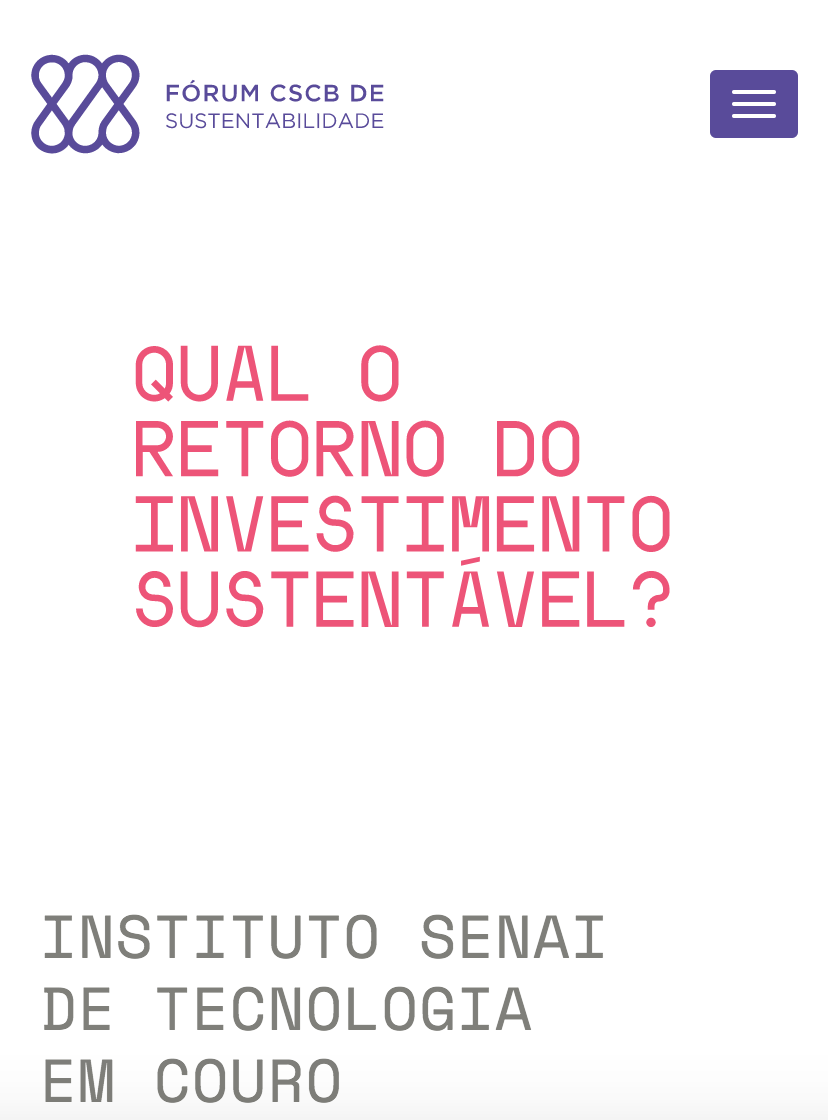 FÓRUM CSCB DE
SUSTENTABILIDADE
QUAL O
RETORNO DO
INVESTIMENTO
SUSTENTÁVEL?
INSTITUTO SENAI
DE TECNOLOGIA
EM COURO